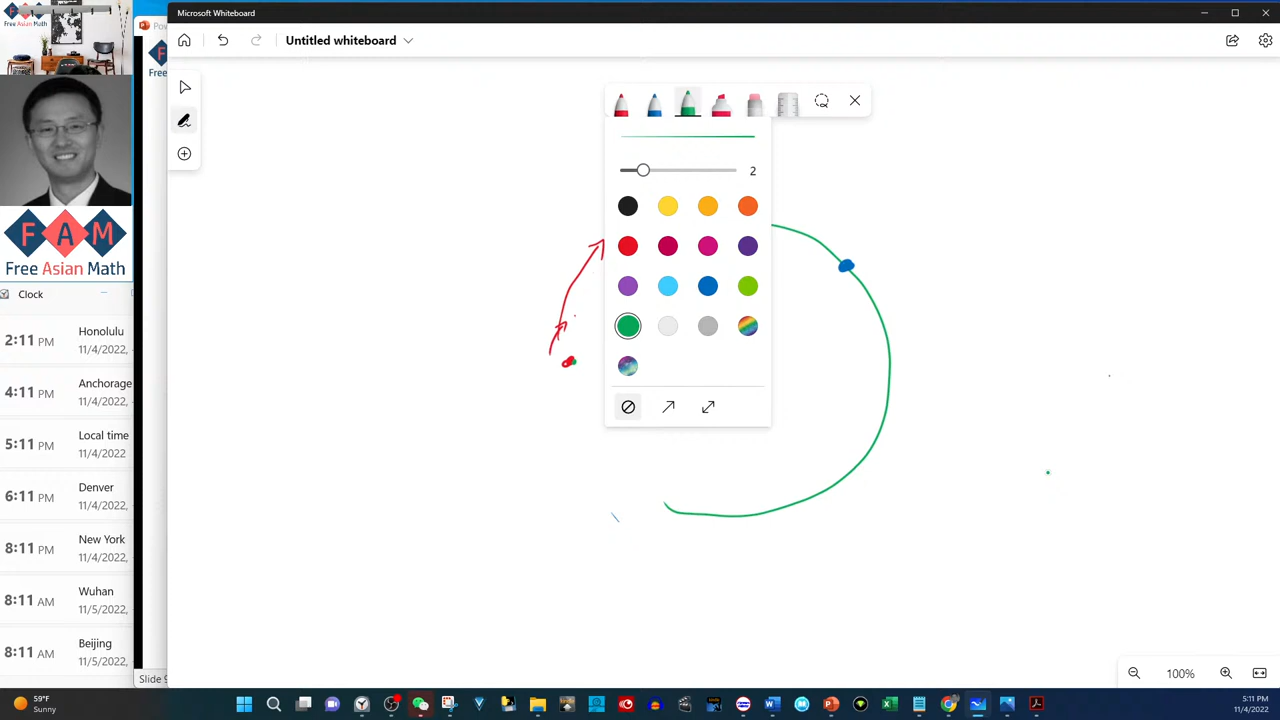 Free Asian Math
F A M
Free Asian Math
Clock
2:11 PM Honolulu
11/4/2022,
4:11 PM Anchorage
11/4/2022,
5:11 PM Local time
11/4/2022
6:11 PM Denver
11/4/2022,
8:11 PM New York
11/4/2022,
8:11 AM Wuhan
11/5/2022,
8:11 AM Beijing
11/5/2022,
Pow
F
Free
Slide 9
Microsoft Whiteboard
Untitled whiteboard
2
100%
59°F
Sunny
5:11 PM
11/4/2022